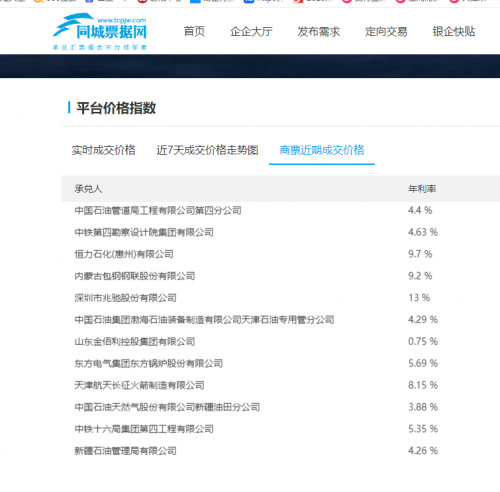 www.tcpjw.com
同城票据网
承兑汇票撮合平台领军者
首页
企企大厅
发布需求
定向交易
银企快贴
平台价格指数
实时成交价格
近7天成交价格走势图
商票近期成交价格
承兑人 年利率
中国石油管道局工程有限公司第四分公司 4.4 %
中铁第四勘察设计院集团有限公司 4.63 %
恒力石化(惠州)有限公司 9.7 %
内蒙古包钢钢联股份有限公司 9.2 %
深圳市兆驰股份有限公司 13 %
中国石油集团渤海石油装备制造有限公司天津石油专用管分公司 4.29 %
山东金佰利控股集团有限公司 0.75 %
东方电气集团东方锅炉股份有限公司 5.69 %
天津航天长征火箭制造有限公司 8.15 %
中国石油天然气股份有限公司新疆油田分公司 3.88 %
中铁十六局集团第四工程有限公司 5.35 %
新疆石油管理局有限公司 4.26 %